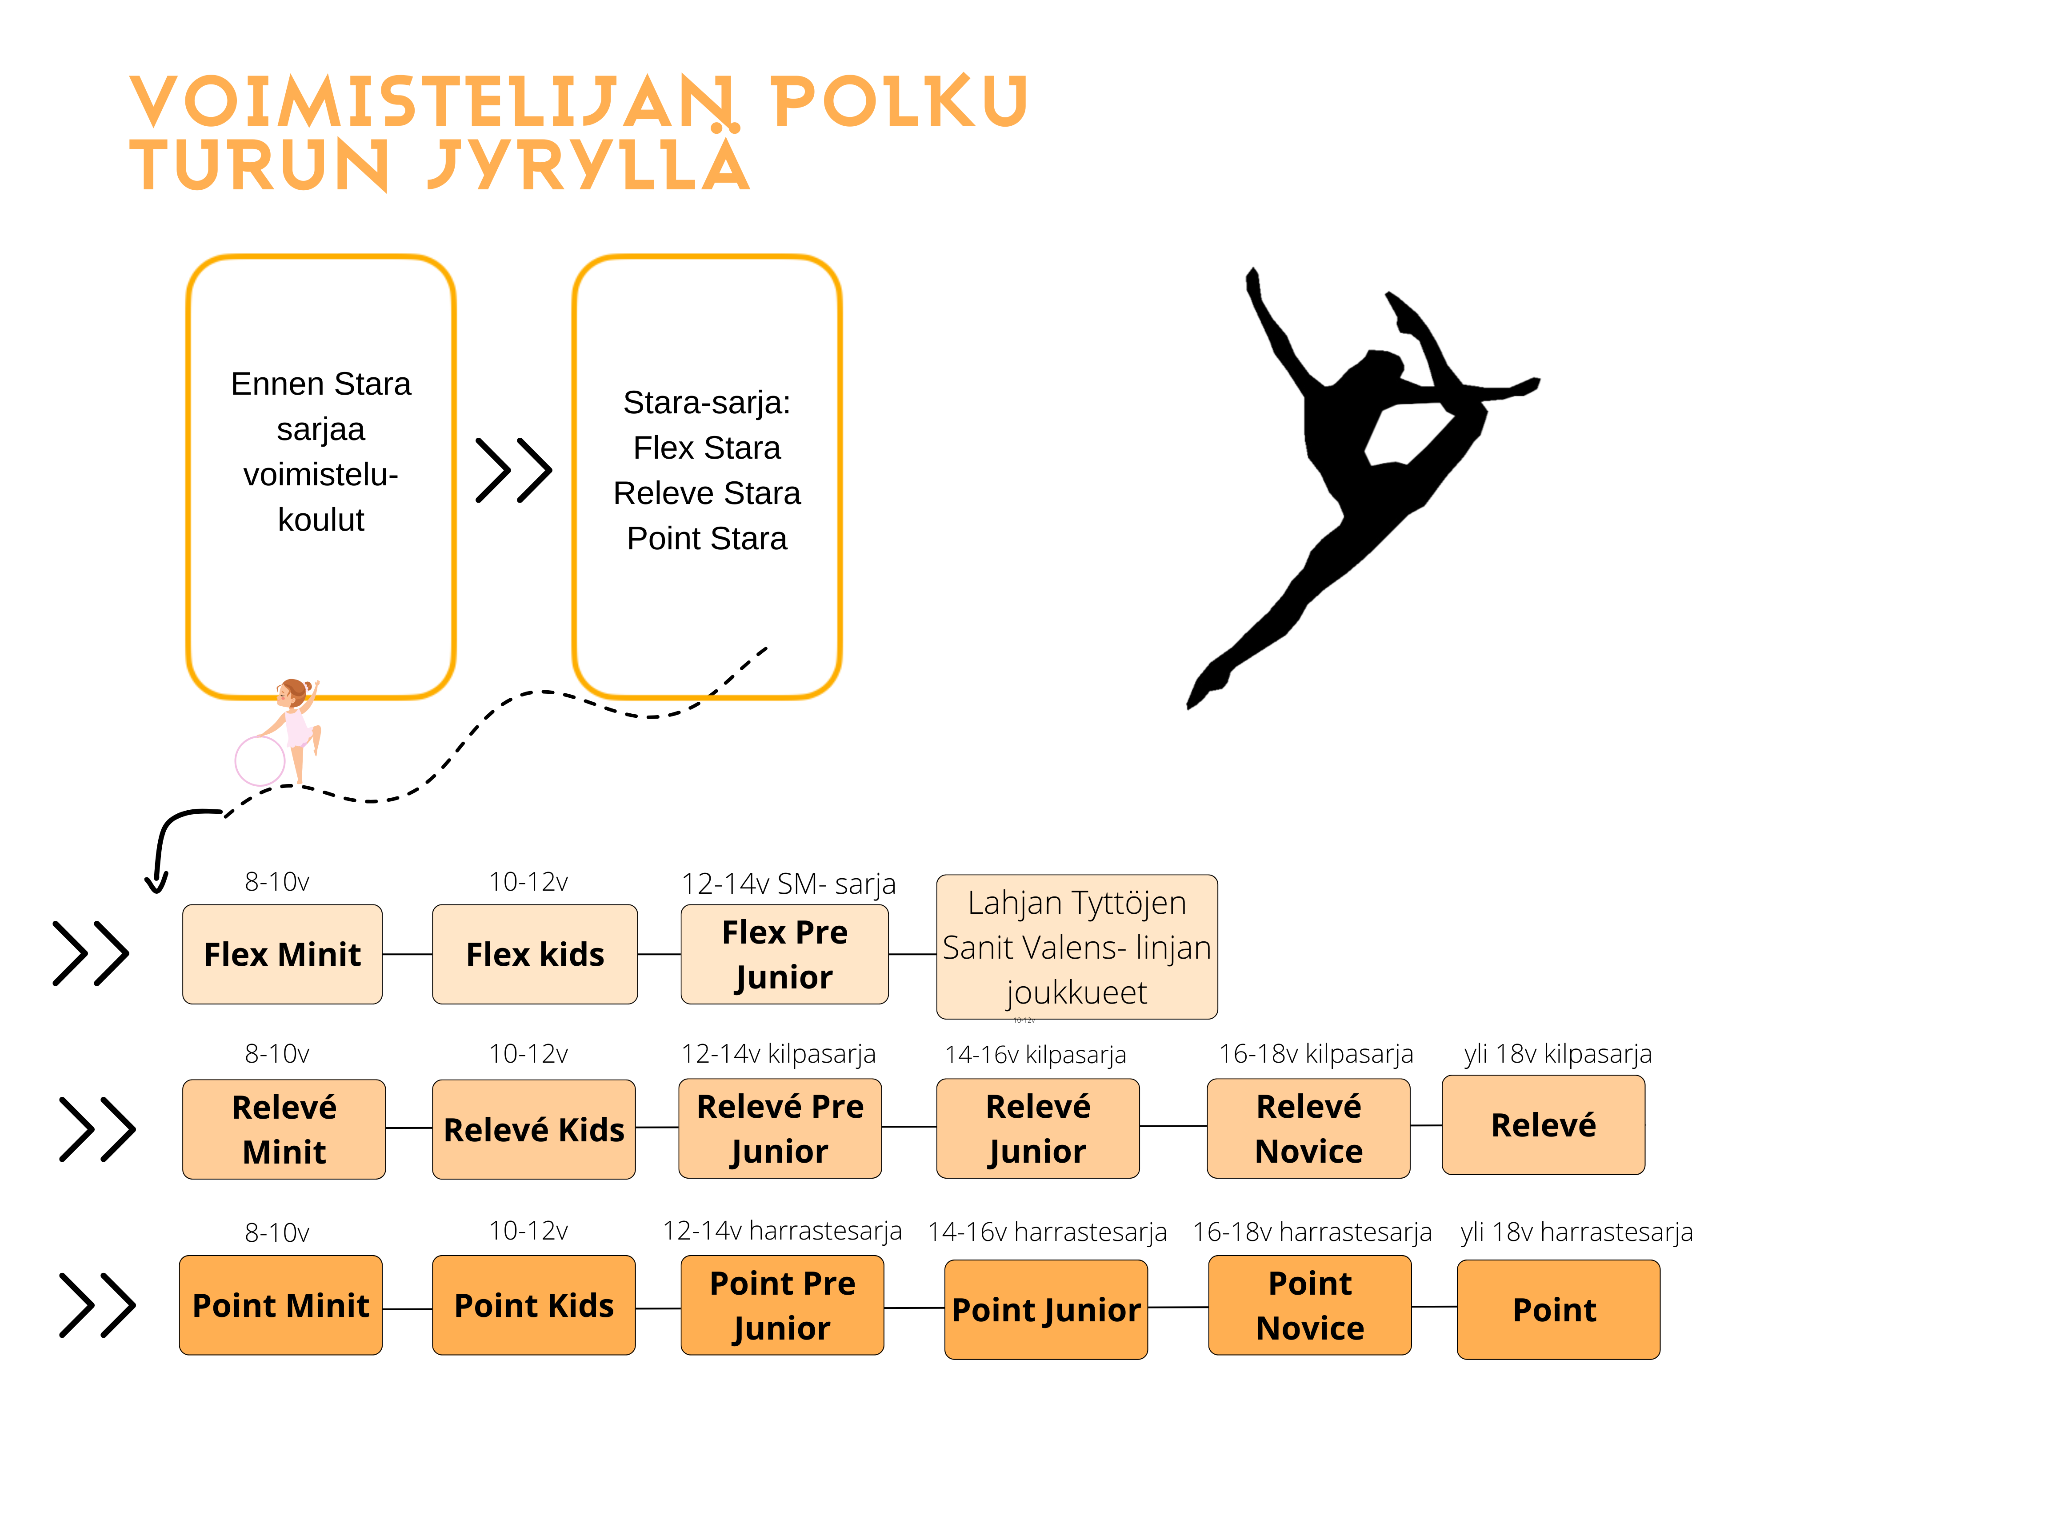 VOIMISTELIJAN POLKU
TURUN JYRYLLÄ
Ennen Stara
sarjaa
voimistelu-
koulut
Stara-sarja:
Flex Stara
Releve Stara
Point Stara
8-10v
10-12v
12-14v SM- sarja
Flex Minit
Flex kids
Flex Pre
Junior
Lahjan Tyttöjen
Sanit Valens- linjan
joukkueet
10-12v
8-10v
10-12v
12-14v kilpasarja
14-16v kilpasarja
16-18v kilpasarja
yli 18v kilpasarja
Relevé
Minit
Relevé Kids
Relevé Pre
Junior
Relevé
Junior
Relevé
Novice
Relevé
8-10v
10-12v
12-14v harrastesarja
14-16v harrastesarja
16-18v harrastesarja
yli 18v harrastesarja
Point Minit
Point Kids
Point Pre
Junior
Point Junior
Point
Novice
Point